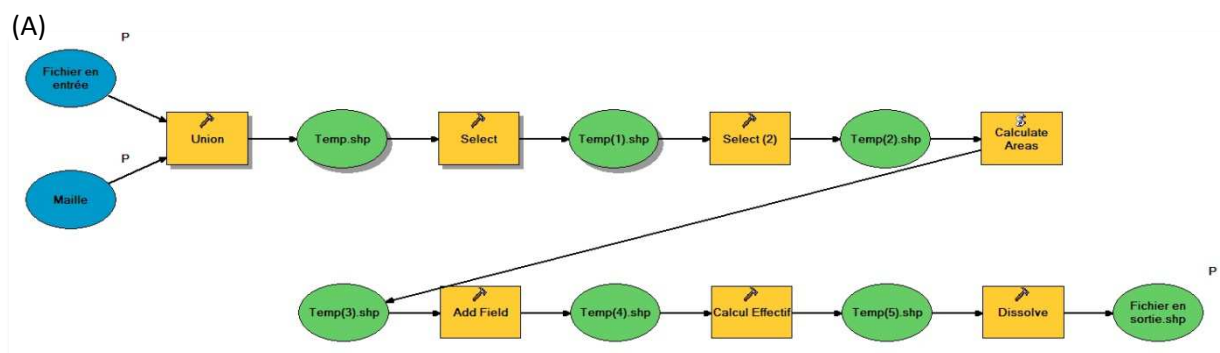 (A)
P
Fichier en
entrée
Union
Temp.shp
Select
Temp(1).shp
Select (2)
Temp(2).shp
Calculate
Areas
P
Maille
P
Temp(3).shp
Add Field
Temp(4).shp
Calcul Effectif
Temp(5).shp
Dissolve
Fichier en
sortie.shp